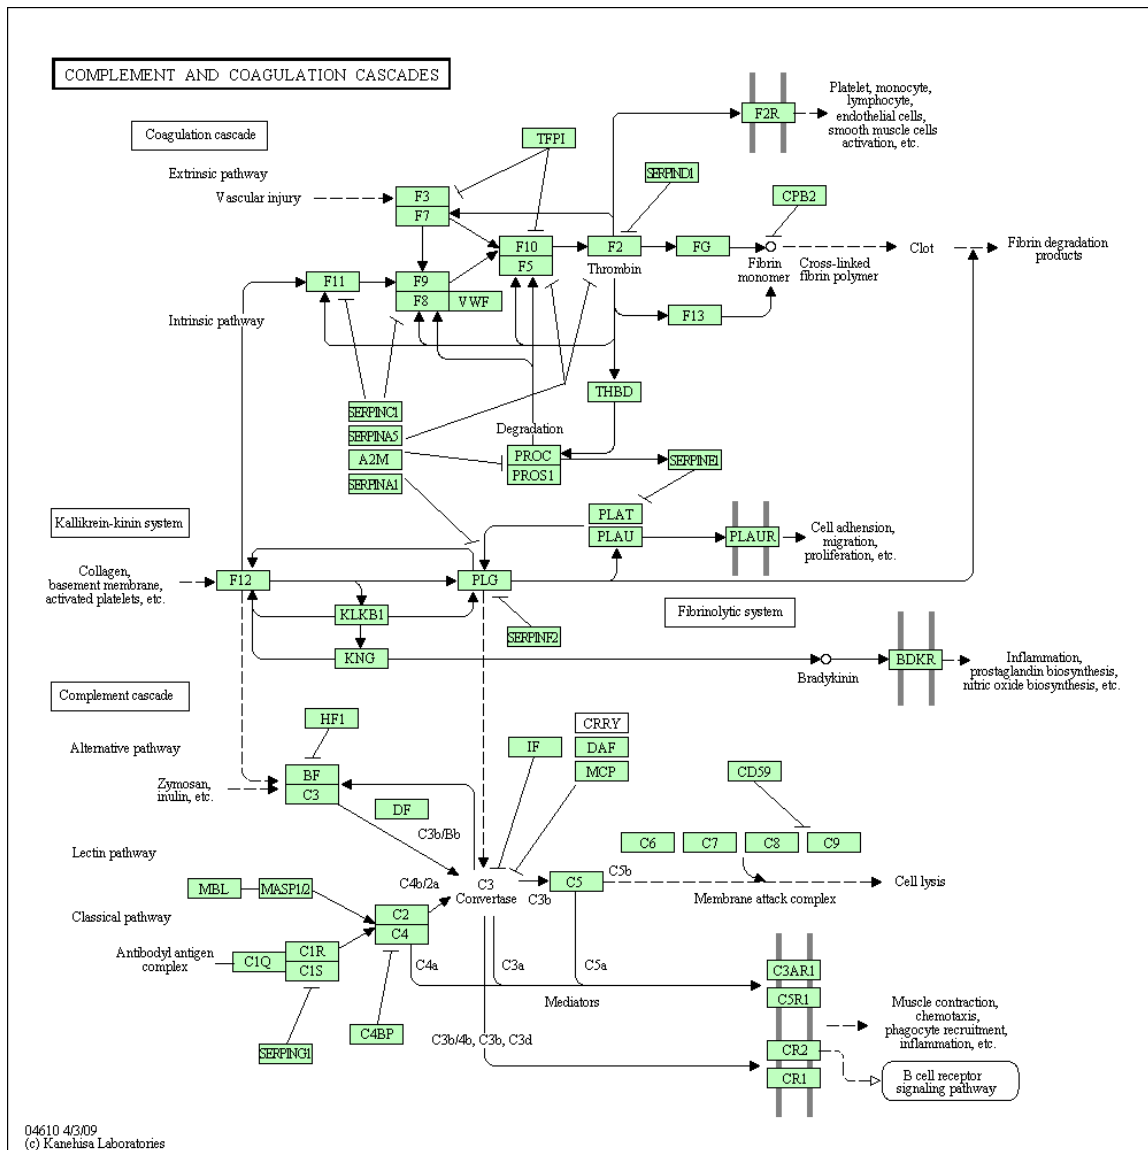 COMPLEMENT AND COAGULATION CASCADES
Coagulation cascade
Extrinsic pathway
Vascular injury
F3
F7
TFPI
F2R
Platelet, monocyte,
lymphocyte,
endothelial cells,
smooth muscle cells
activation, etc.
SERPIND1
CPB2
F10
F5
F2
Thrombin
FG
Fibrin
monomer
Cross-linked
fibrin polymer
Clot
Fibrin degradation
products
F11
F9
F8
VWF
F13
Intrinsic pathway
THBD
SERPINC1
SERPINA5
A2M
SERPINA1
Degradation
PROC
PROS1
SERPINE1
PLAT
PLAU
PLAUR
Cell adhension,
migration,
proliferation, etc.
Kallikrein-kinin system
Collagen,
basement membrane,
activated platelets, etc.
F12
PLG
KLKB1
KNG
SERPINF2
Fibrinolytic system
Bradykinin
BDKR
Inflammation,
prostaglandin biosynthesis,
nitric oxide biosynthesis, etc.
Complement cascade
Alternative pathway
HF1
Zymosan,
inulin, etc.
BF
C3
DF
IF
CRRY
DAF
MCP
CD59
C3b/Bb
C6
C7
C8
C9
Lectin pathway
MBL
MASP1/2
C4b/2a
C3
Convertase
C3b
C5
C5b
Membrane attack complex
Cell lysis
Classical pathway
C2
C4
Antibodyl antigen
complex
C1Q
C1R
C1S
C4a
C3a
C5a
Mediators
C3AR1
C5R1
Muscle contraction,
chemotaxis,
phagocyte recruitment,
inflammation, etc.
SERPING1
C4BP
C3b/4b, C3b, C3d
CR2
CR1
B cell receptor
signaling pathway
04610 4/3/09
(c) Kanehisa Laboratories